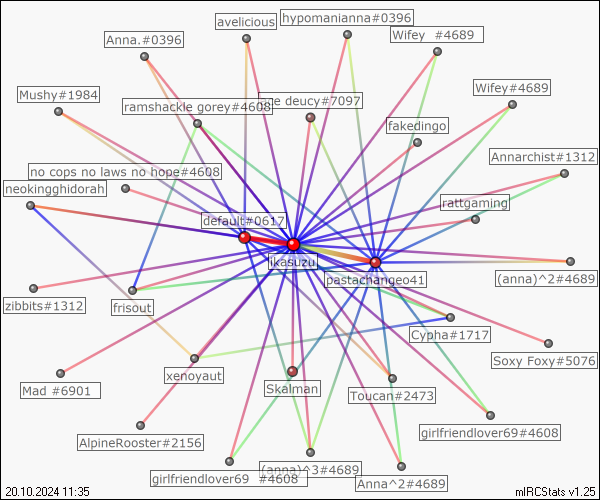 avelicious
hypomanianna#0396
Anna.#0396
Wifey  #4689
Mushy#1984
ramshackle gorey#4608
deucy#7097
Wifey#4689
fakedingo
Annarchist#1312
no cops no laws no hope#4608
neokingghidorah
rattgaming
default#0617
ikasuzu
pastachangeo41
(anna)^2#4689
zibbits#1312
frisout
Cypha#1717
Soxy Foxy#5076
xenoyaut
Mad #6901
Skalman
Toucan#2473
AlpineRooster#2156
girlfriendlover69#4608
girlfriendlover69  #4608
(anna)^3#4689
Anna^2#4689
20.10.2024 11:35
mIRCStats v1.25